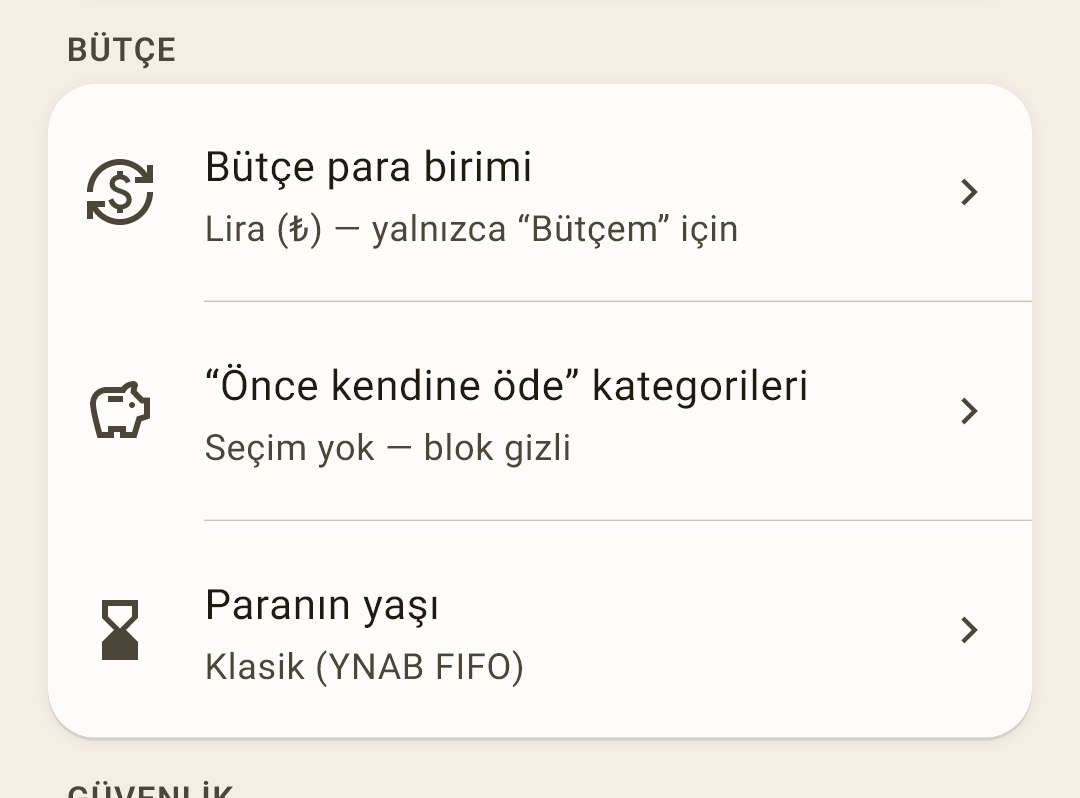 BÜTÇE
Bütçe para birimi
Lira (₺) — yalnızca “Bütçem” için
“Önce kendine öde” kategorileri
Seçim yok — blok gizli
Paranın yaşı
Klasik (YNAB FIFO)
GÜVENLİK